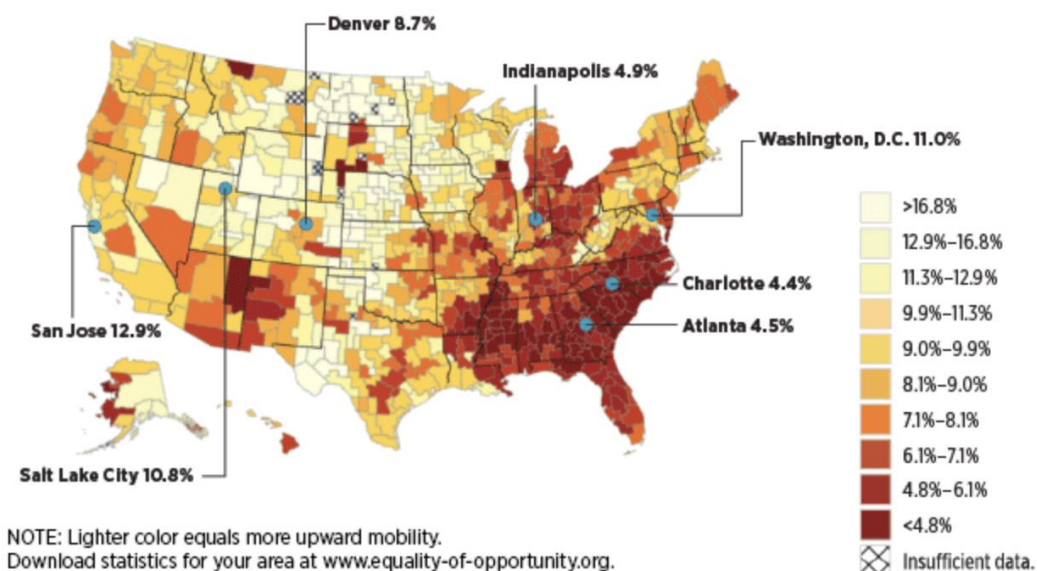 Denver 8.7%
Indianapolis 4.9%
Washington, D.C. 11.0%
>16.8%
12.9%–16.8%
11.3%–12.9%
Charlotte 4.4%
9.9%–11.3%
San Jose 12.9%
Atlanta 4.5%
9.0%–9.9%
8.1%–9.0%
7.1%–8.1%
6.1%–7.1%
Salt Lake City 10.8%
4.8%–6.1%
<4.8%
NOTE: Lighter color equals more upward mobility.
Download statistics for your area at www.equality-of-opportunity.org.
Insufficient data.